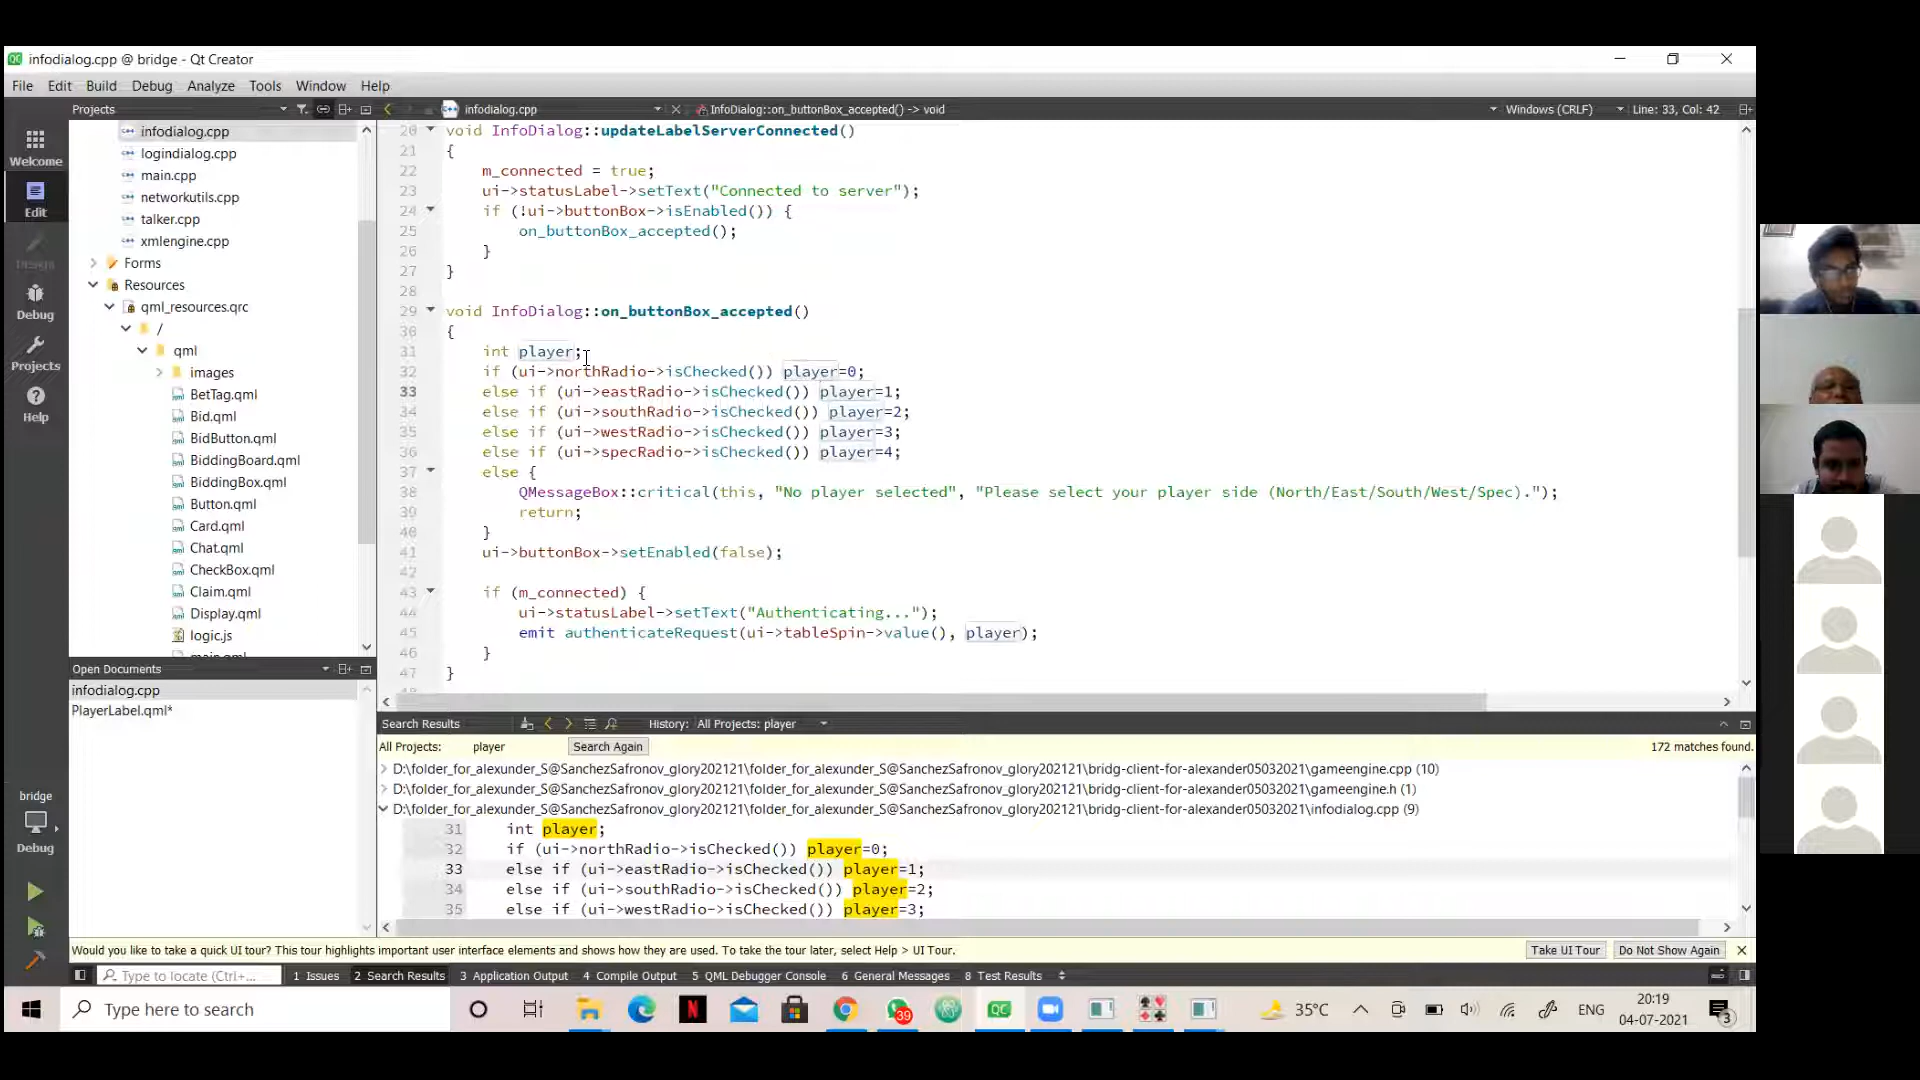 infodialog.cpp @ bridge - Qt Creator
File Edit Build Debug Analyze Tools Window Help
Projects
infodialog.cpp
InfoDialog::on_buttonBox_accepted() -> void
Windows (CRLF)
Line: 33, Col: 42
Welcome
Edit
Design
Debug
Projects
Help
bridge
Debug
infodialog.cpp
logindialog.cpp
main.cpp
networkutils.cpp
talker.cpp
xmlengine.cpp
Forms
Resources
qml_resources.qrc
/
qml
images
BetTag.qml
Bid.qml
BidButton.qml
BiddingBoard.qml
BiddingBox.qml
Button.qml
Card.qml
Chat.qml
CheckBox.qml
Claim.qml
Display.qml
logic.js
main.qml
Open Documents
infodialog.cpp
PlayerLabel.qml*
20 void InfoDialog::updateLabelServerConnected()
21 {
22 m_connected = true;
23 ui->statusLabel->setText("Connected to server");
24 if (!ui->buttonBox->isEnabled()) {
25 on_buttonBox_accepted();
26 }
27 }
28
29 void InfoDialog::on_buttonBox_accepted()
30 {
31 int player;
32 if (ui->northRadio->isChecked()) player=0;
33 else if (ui->eastRadio->isChecked()) player=1;
34 else if (ui->southRadio->isChecked()) player=2;
35 else if (ui->westRadio->isChecked()) player=3;
36 else if (ui->specRadio->isChecked()) player=4;
37 else {
38 QMessageBox::critical(this, "No player selected", "Please select your player side (North/East/South/West/Spec).");
39 return;
40 }
41 ui->buttonBox->setEnabled(false);
42
43 if (m_connected) {
44 ui->statusLabel->setText("Authenticating...");
45 emit authenticateRequest(ui->tableSpin->value(), player);
46 }
47 }
Search Results
History: All Projects: player
All Projects: player Search Again 172 matches found.
D:\folder_for_alexunder_S@SanchezSafronov_glory202121\folder_for_alexunder_S@SanchezSafronov_glory202121\bridg-client-for-alexander05032021\gameengine.cpp (10)
D:\folder_for_alexunder_S@SanchezSafronov_glory202121\folder_for_alexunder_S@SanchezSafronov_glory202121\bridg-client-for-alexander05032021\gameengine.h (1)
D:\folder_for_alexunder_S@SanchezSafronov_glory202121\folder_for_alexunder_S@SanchezSafronov_glory202121\bridg-client-for-alexander05032021\infodialog.cpp (9)
31 int player;
32 if (ui->northRadio->isChecked()) player=0;
33 else if (ui->eastRadio->isChecked()) player=1;
34 else if (ui->southRadio->isChecked()) player=2;
35 else if (ui->westRadio->isChecked()) player=3;
Would you like to take a quick UI tour? This tour highlights important user interface elements and shows how they are used. To take the tour later, select Help > UI Tour. Take UI Tour Do Not Show Again
Type to locate (Ctrl+... 1 Issues 2 Search Results 3 Application Output 4 Compile Output 5 QML Debugger Console 6 General Messages 8 Test Results
Type to search
N
39
QC
35°C
ENG
20:19
04-07-2021
3